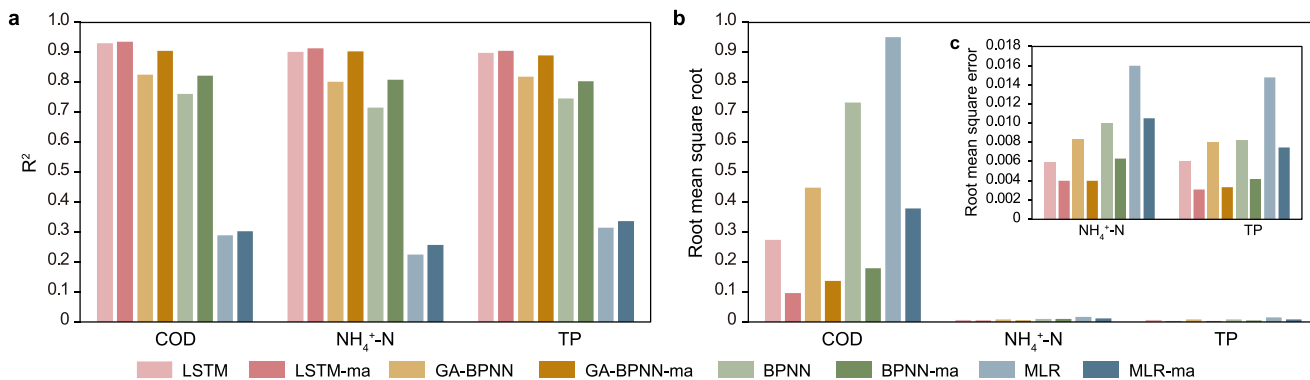 a
1.0
0.9
0.8
0.7
0.6
0.5
0.4
0.3
0.2
0.1
0
R²
COD
NH₄⁺-N
TP
b
1.0
0.9
0.8
0.7
0.6
0.5
0.4
0.3
0.2
0.1
0
Root mean square root
COD
NH₄⁺-N
TP
c
0.018
0.016
0.014
0.012
0.010
0.008
0.006
0.004
0
Root mean square error
NH₄⁺-N
TP
LSTM LSTM-ma GA-BPNN GA-BPNN-ma BPNN BPNN-ma MLR MLR-ma